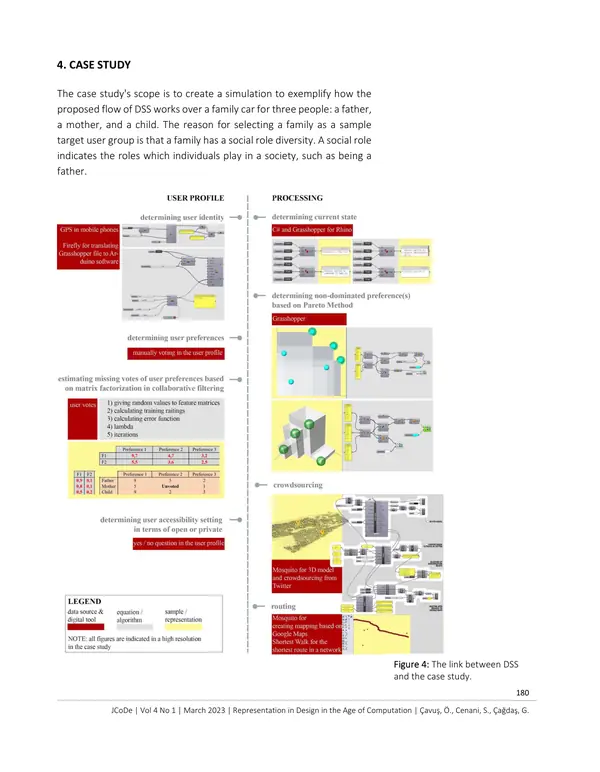 4. CASE STUDY
The case study's scope is to create a simulation to exemplify how the
proposed flow of DSS works over a family car for three people: a father,
a mother, and a child. The reason for selecting a family as a sample
target user group is that a family has a social role diversity. A social role
indicates the roles which individuals play in a society, such as being a
father.
USER PROFILE
determining user identity
GPS in mobile phones
Firefly for translating
Grasshopper file to Ar-
duino software
determining user preferences
manually voting in the user profile
estimating missing votes of user preferences based
on matrix factorization in collaborative filtering
user votes
1) giving random values to feature matrices
2) calculating training raitings
3) calculating error function
4) lambda
5) iterations
Preference 1 Preference 2 Preference 3
F1
F2
F1 F2 Preference 1 Preference 2 Preference 3
Father
Mother Unvoted
Child
determining user accessibility setting
in terms of open or private
yes / no question in the user profile
LEGEND
data source &
digital tool
equation /
algorithm
sample /
representation
NOTE: all figures are indicated in a high resolution
in the case study
PROCESSING
determining current state
C# and Grasshopper for Rhino
determining non-dominated preference(s)
based on Pareto Method
Grasshopper
crowdsourcing
Mosquito for 3D model
and crowdsourcing from
Twitter
routing
Mosquito for
creating mapping based on
Google Maps
Shortest Walk for the
shortest route in a network
Figure 4: The link between DSS
and the case study.
180
JCoDe | Vol 4 No 1 | March 2023 | Representation in Design in the Age of Computation | Çavuş, Ö., Cenani, S., Çağdaş, G.